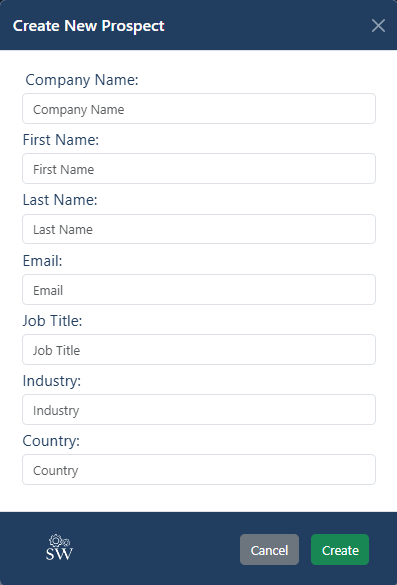 Create New Prospect
Company Name:
Company Name
First Name:
First Name
Last Name:
Last Name
Email:
Email
Job Title:
Job Title
Industry:
Industry
Country:
Country
SW
Cancel
Create